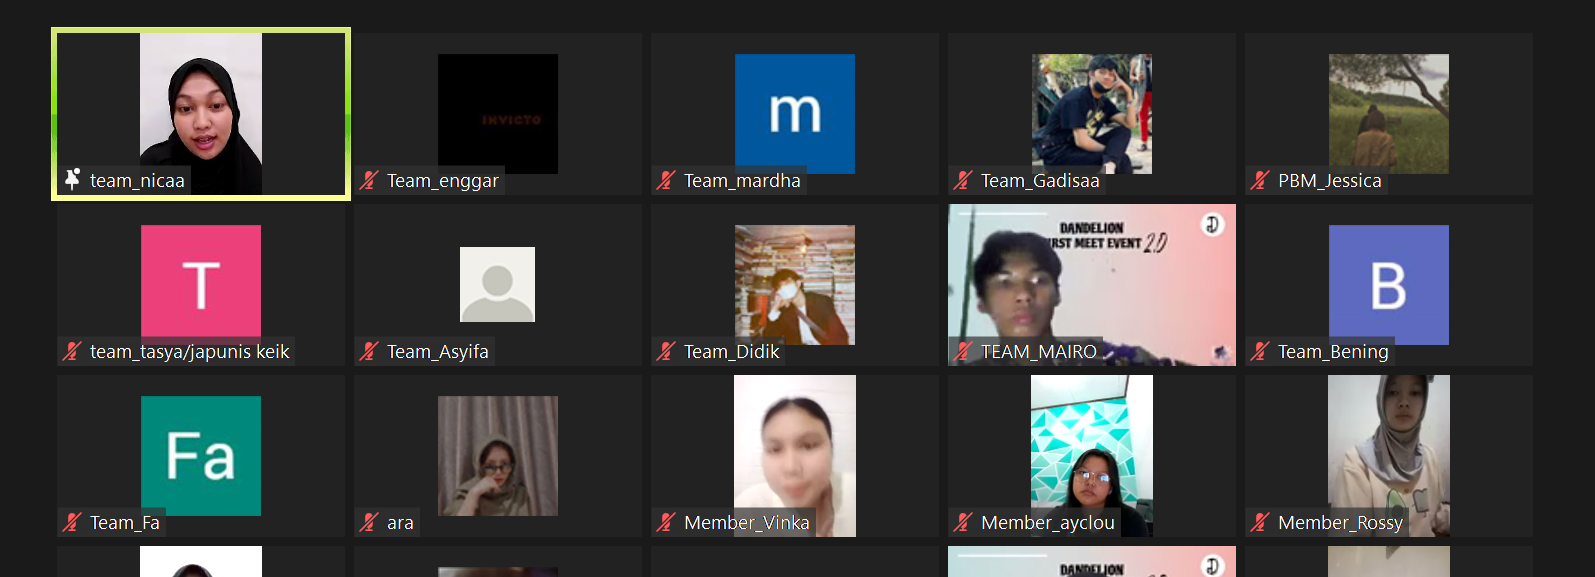 team_nicaa
INVICTO
Team_enggar
m
Team_mardha
Team_Gadisaa
PBM_Jessica
T
team_tasya/japunis keik
Team_Asyifa
Team_Didik
DANDELION
RST MEET EVENT 2.0
D
TEAM_MAIRO
B
Team_Bening
Fa
Team_Fa
ara
Member_Vinka
Member_ayclou
Member_Rossy
DANDELION
D